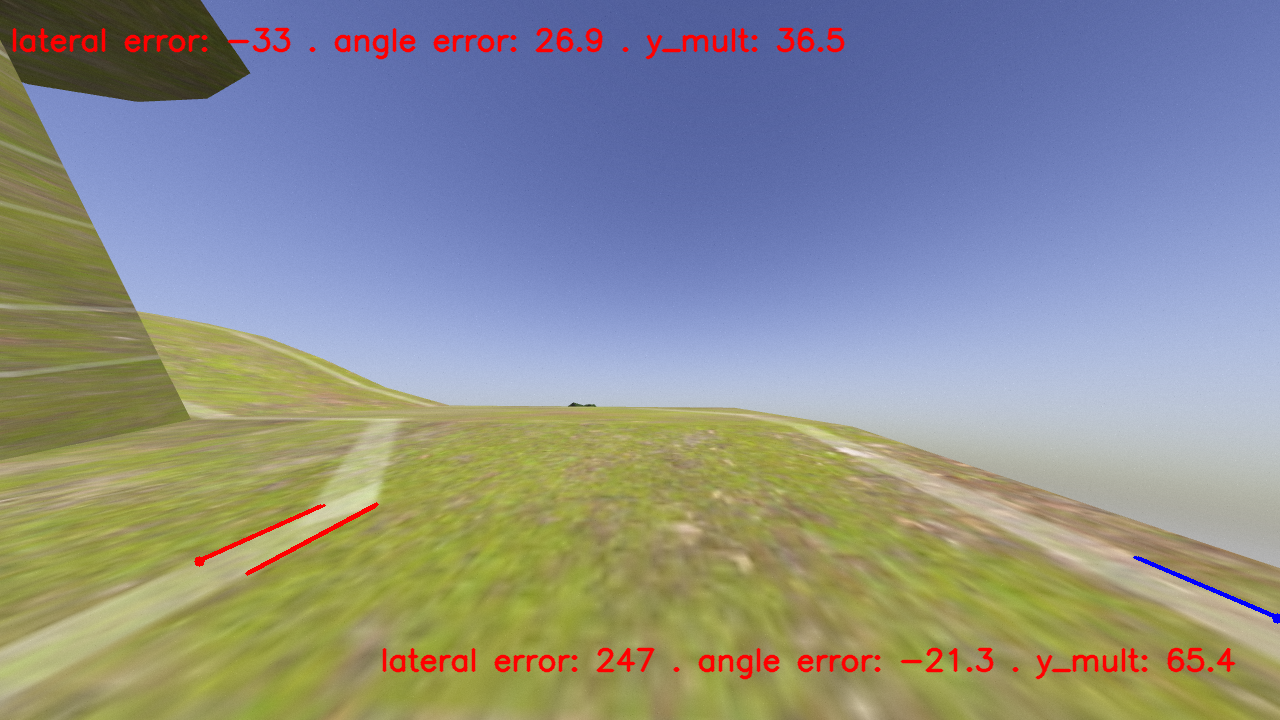 lateral error: -33 . angle error: 26.9 . y_mult: 36.5
lateral error: 247 . angle error: -21.3 . y_mult: 65.4